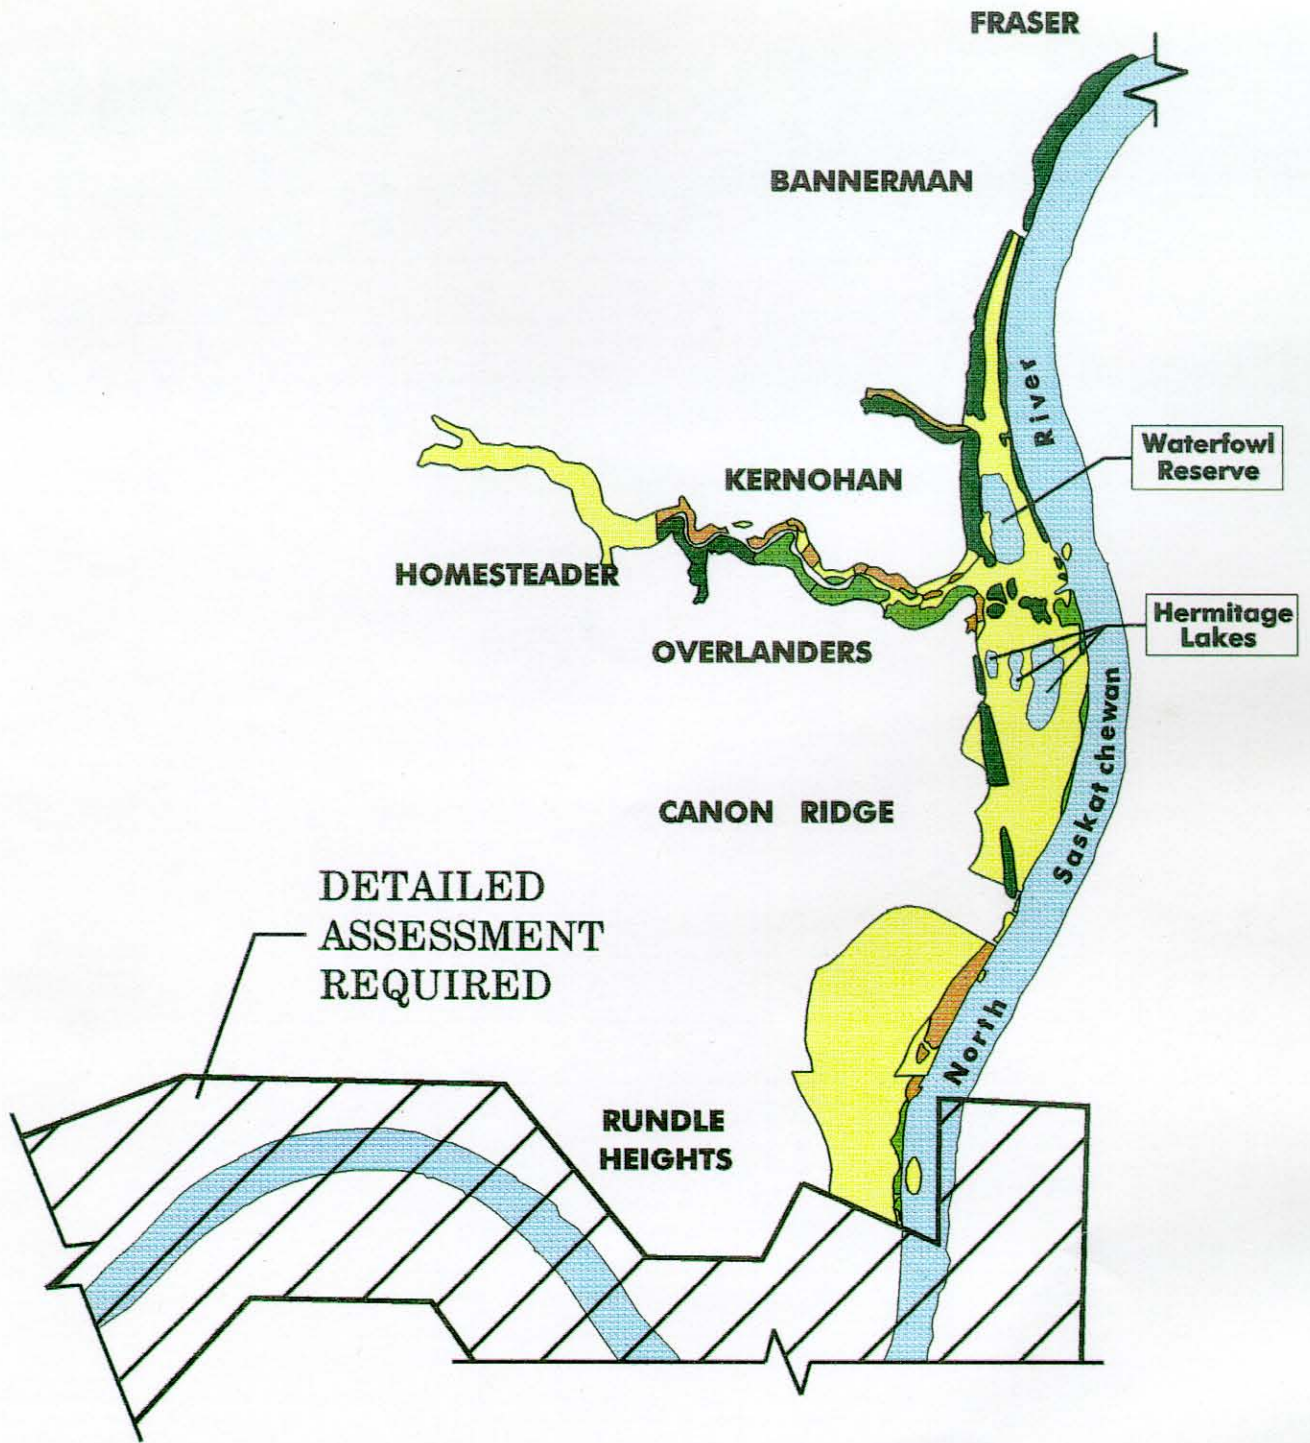 FRASER
BANNERMAN
River
Waterfowl
Reserve
KERNOHAN
HOMESTEADER
Hermitage
Lakes
OVERLANDERS
Saskatchewan
CANON RIDGE
DETAILED
ASSESSMENT
REQUIRED
North
RUNDLE
HEIGHTS